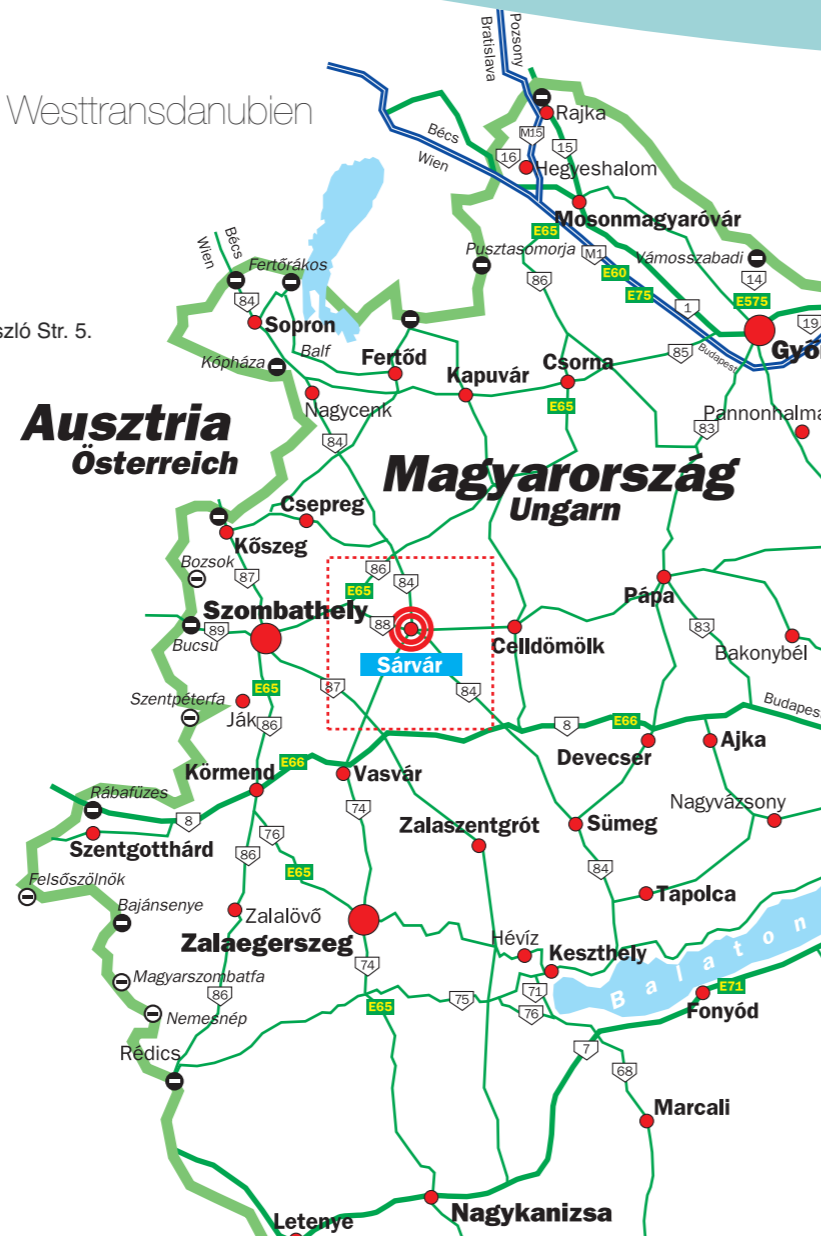 Pozsony
Bratislava
Westtransdanubien
Rajka
Bécs
Wien
M15
15
16
Hegyeshalom
Mosonmagyaróvár
E65
M1
Pusztasomorja
Vámosszabadi
Bécs
Wien
Fertőrákos
86
E60
E75
14
E575
84
1
19
szló Str. 5.
Sopron
Balf
Kópháza
Fertőd
Kapuvár
Csorna
85
Budapest
Győr
E65
Nagycenk
Pannonhalma
Ausztria
Österreich
84
83
Magyarország
Ungarn
Csepreg
Kőszeg
Bozsok
87
86
84
E65
Pápa
Szombathely
88
89
Bucsu
Celldömölk
83
Bakonybél
Sárvár
E65
87
84
Szentpéterfa
Ják
86
8
E66
Budapest
Devecser
Ajka
Körmend
E66
Vasvár
Rábafüzes
8
74
Nagyvázsony
Szentgotthárd
76
Zalaszentgrót
Sümeg
86
84
Felsőszölnök
E65
Bajánsenye
Zalalövő
Tapolca
Zalaegerszeg
Hévíz
Keszthely
Balaton
74
Magyarszombatfa
86
75
71
E71
Nemesnép
E65
76
Fonyód
Rédics
7
68
Marcali
Letenye
Nagykanizsa